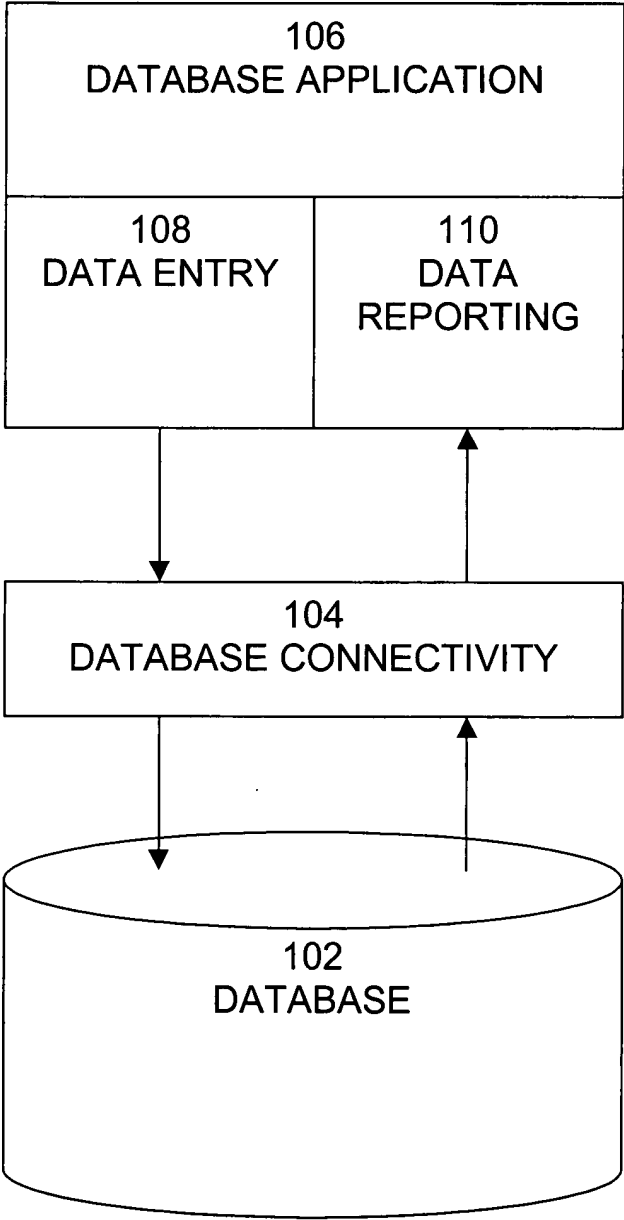 106
DATABASE APPLICATION
108
DATA ENTRY
110
DATA
REPORTING
104
DATABASE CONNECTIVITY
102
DATABASE